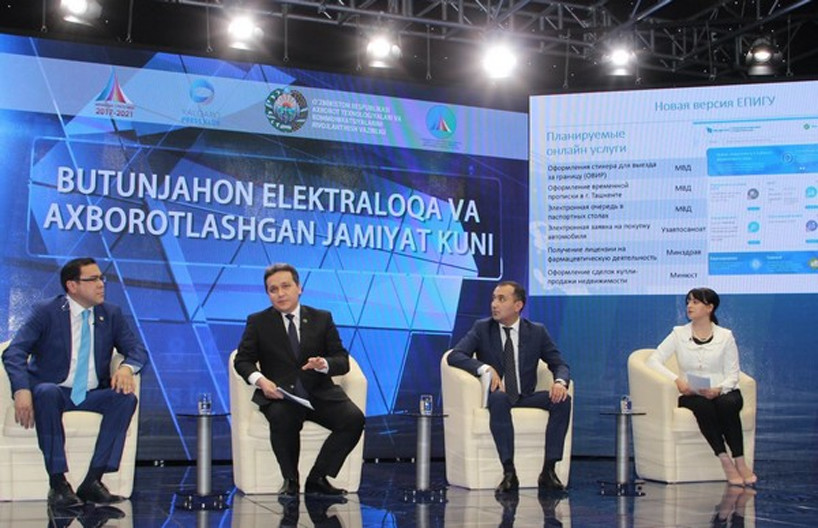 2017-2021
O'ZBEKISTON RESPUBLIKASI
AXBOROT TEXNOLOGIYALARI VA
KOMMUNIKATSIYALARINI
RIVOJLANTIRISH VAZIRLIGI
BUTUNJAHON ELEKTRALOQA VA
AXBOROTLASHGAN JAMIYAT KUNI
Новая версия ЕПИГУ
Планируемые
онлайн услуги
Оформления стикера для выезда
за границу (ОВИР) МВД
Оформление временной
прописки в г. Ташкенте МВД
Электронная очередь в
паспортных столах МВД
Электронная заявка на покупку
автомобиля Узавтосаноат
Получение лицензии на
фармацевтическую деятельность Минздрав
Оформление сделок купли-
продажи недвижимости Минюст